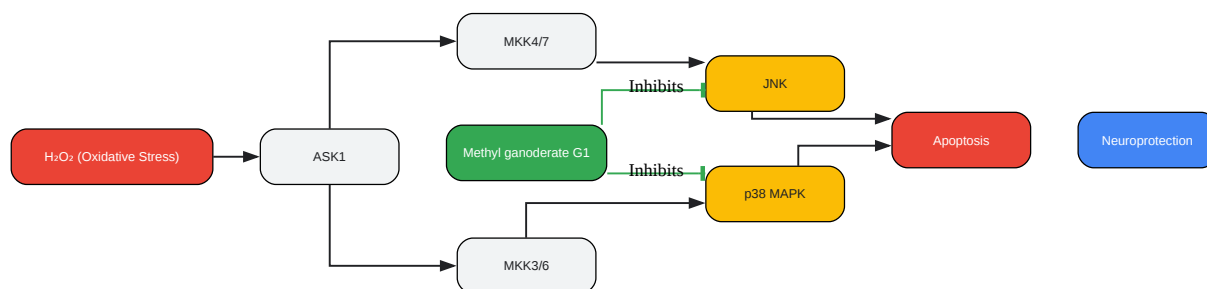 MKK4/7
JNK
Inhibits
H₂O₂ (Oxidative Stress)
ASK1
Methyl ganoderate G1
Apoptosis
Neuroprotection
Inhibits
p38 MAPK
MKK3/6